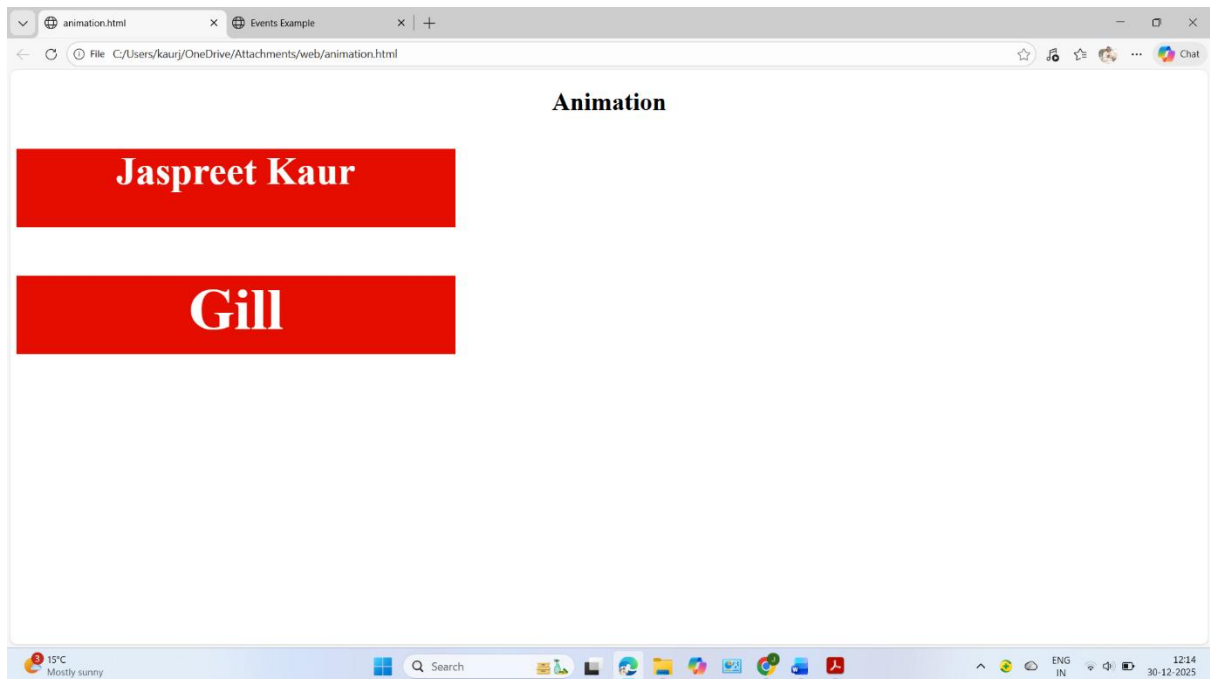 animation.html
Events Example
File C:/Users/kaurj/OneDrive/Attachments/web/animation.html
Chat
Animation
Jaspreet Kaur
Gill
3
15°C
Mostly sunny
Search
ENG
IN
12:14
30-12-2025